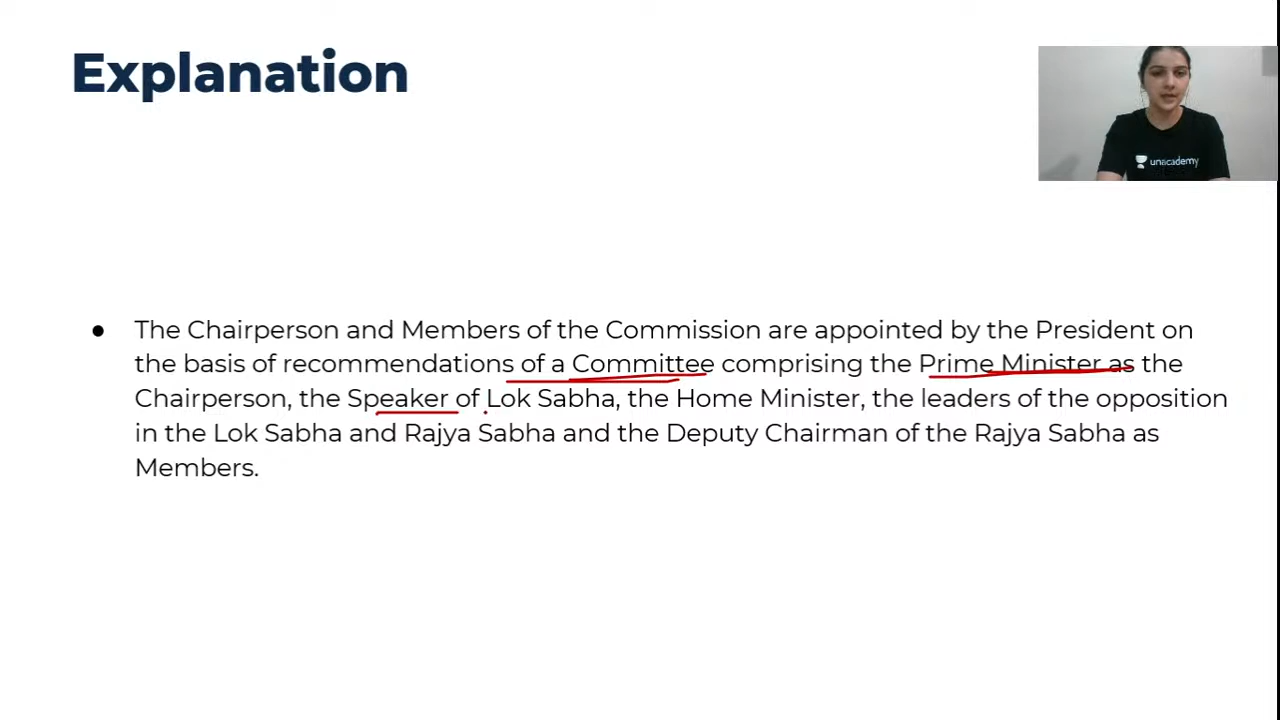 Explanation
unacademy
● The Chairperson and Members of the Commission are appointed by the President on
the basis of recommendations of a Committee comprising the Prime Minister as the
Chairperson, the Speaker of Lok Sabha, the Home Minister, the leaders of the opposition
in the Lok Sabha and Rajya Sabha and the Deputy Chairman of the Rajya Sabha as
Members.